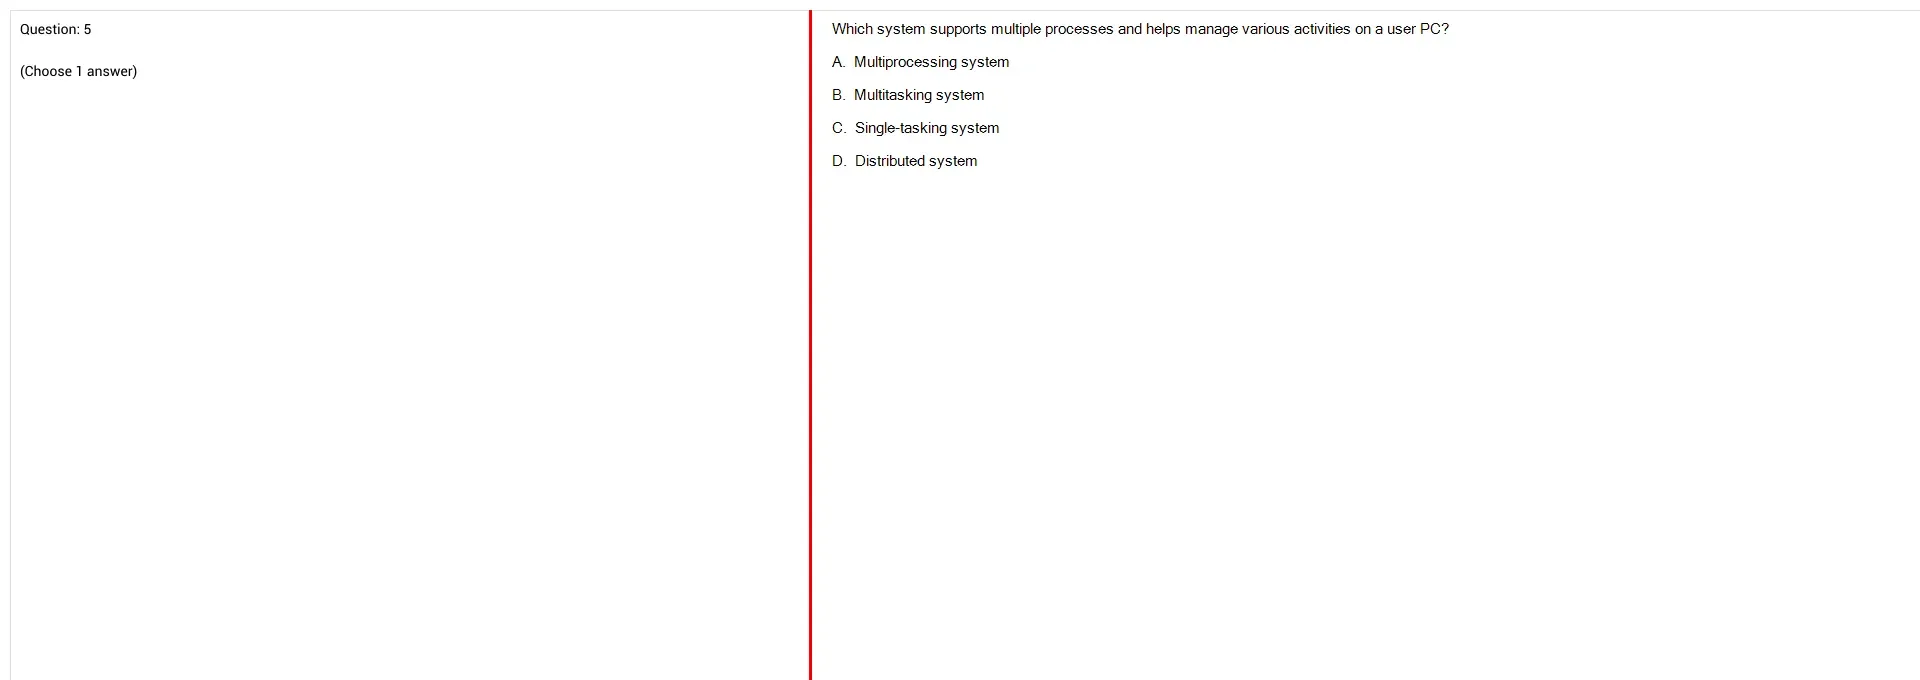 Question: 5
(Choose 1 answer)
Which system supports multiple processes and helps manage various activities on a user PC?
A. Multiprocessing system
B. Multitasking system
C. Single-tasking system
D. Distributed system